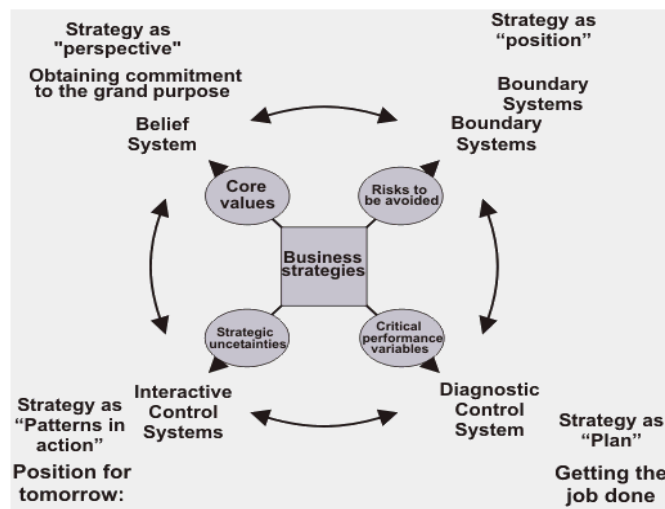 Strategy as
"perspective"
Obtaining commitment
to the grand purpose
Belief
System
Strategy as
“position”
Boundary
Systems
Boundary
Systems
Core
values
Risks to
be avoided
Business
strategies
Strategic
uncetainties
Critical
performance
variables
Interactive
Control
Systems
Diagnostic
Control
System
Strategy as
“Patterns in
action”
Position for
tomorrow:
Strategy as
“Plan”
Getting the
job done